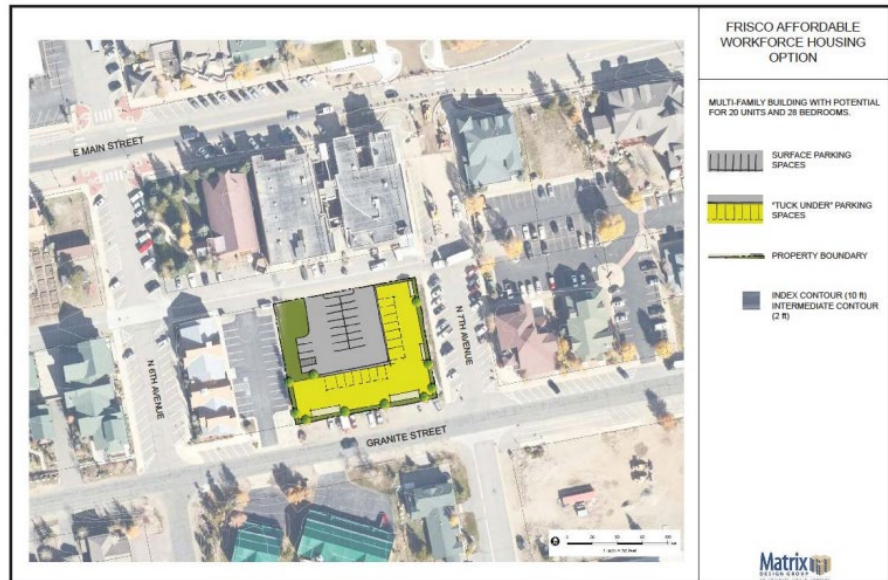 FRISCO AFFORDABLE
WORKFORCE HOUSING
OPTION
MULTI-FAMILY BUILDING WITH POTENTIAL
FOR 20 UNITS AND 28 BEDROOMS.
SURFACE PARKING
SPACES
"TUCK UNDER" PARKING
SPACES
PROPERTY BOUNDARY
INDEX CONTOUR (10 ft)
INTERMEDIATE CONTOUR
(2 ft)
E MAIN STREET
N 6TH AVENUE
N 7TH AVENUE
GRANITE STREET
Matrix
DESIGN GROUP